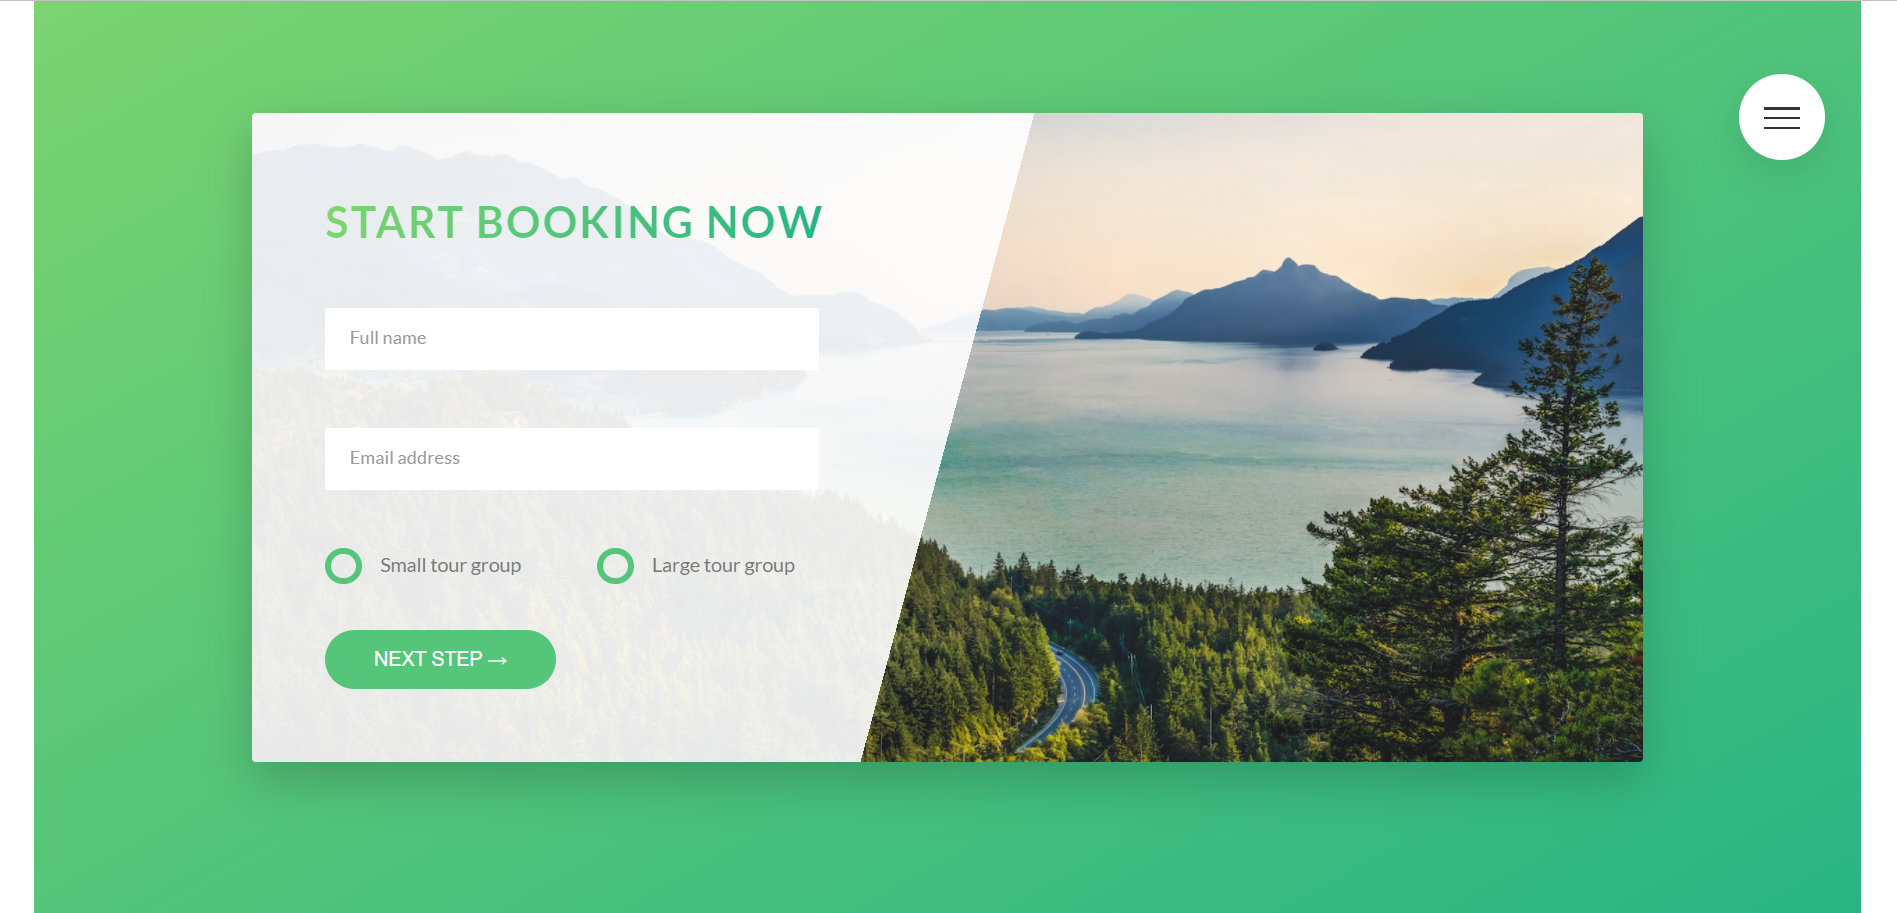 START BOOKING NOW
Full name
Email address
Small tour group
Large tour group
NEXT STEP →